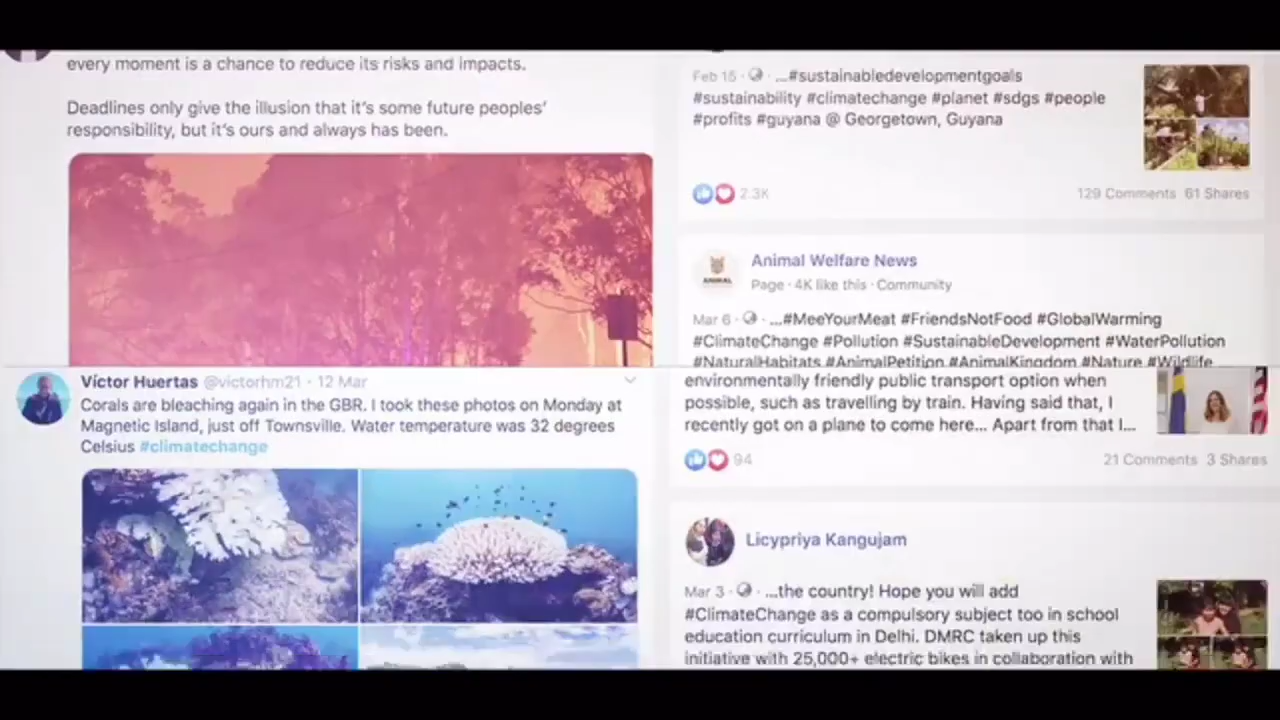 every moment is a chance to reduce its risks and impacts.
Deadlines only give the illusion that it's some future peoples'
responsibility, but it's ours and always has been.
Feb 15 · ...#sustainabledevelopmentgoals
#sustainability #climatechange #planet #sdgs #people
#profits #guyana @ Georgetown, Guyana
2.3K
129 Comments 61 Shares
Animal Welfare News
ANIMAL
Page · 4K like this · Community
Mar 6 · ...#MeeYourMeat #FriendsNotFood #GlobalWarming
#ClimateChange #Pollution #SustainableDevelopment #WaterPollution
#NaturalHabitats #AnimalPetition #AnimalKingdom #Nature #Wildlife
Víctor Huertas @victorhm21 · 12 Mar
Corals are bleaching again in the GBR. I took these photos on Monday at
Magnetic Island, just off Townsville. Water temperature was 32 degrees
Celsius #climatechange
environmentally friendly public transport option when
possible, such as travelling by train. Having said that, I
recently got on a plane to come here... Apart from that I...
94
21 Comments 3 Shares
Licypriya Kangujam
Mar 3 · ...the country! Hope you will add
#ClimateChange as a compulsory subject too in school
education curriculum in Delhi. DMRC taken up this
initiative with 25,000+ electric bikes in collaboration with